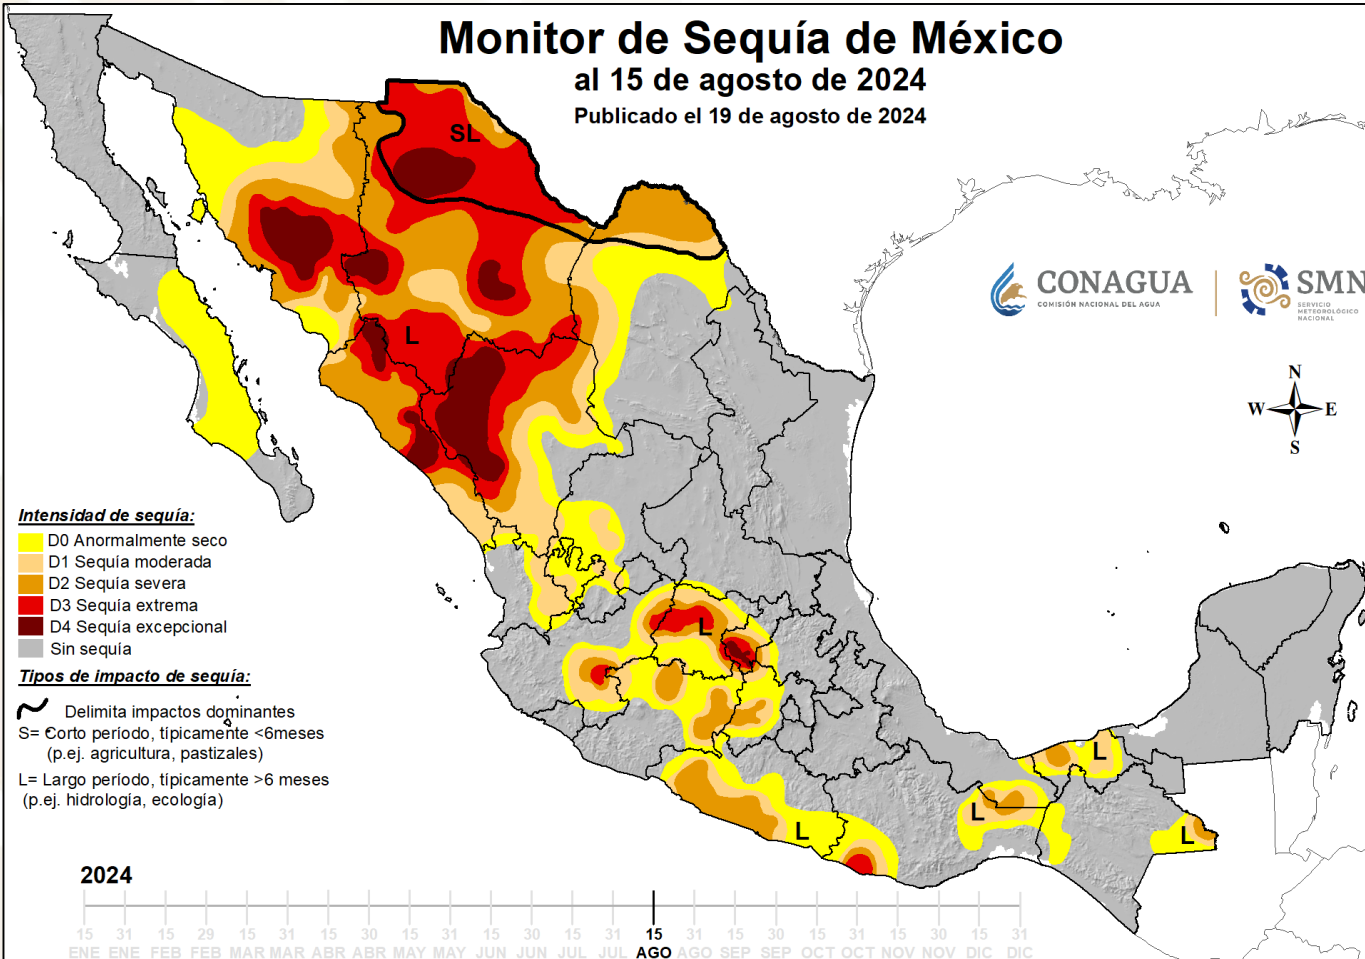 Monitor de Sequía de México
al 15 de agosto de 2024
Publicado el 19 de agosto de 2024
SL
CONAGUA
COMISIÓN NACIONAL DEL AGUA
SMN
SERVICIO
METEOROLÓGICO
NACIONAL
N
W E
S
L
Intensidad de sequía:
D0 Anormalmente seco
D1 Sequía moderada
D2 Sequía severa
D3 Sequía extrema
D4 Sequía excepcional
Sin sequía
L
Tipos de impacto de sequía:
Delimita impactos dominantes
S= Corto período, típicamente <6meses
(p.ej. agricultura, pastizales)
L= Largo período, típicamente >6 meses
(p.ej. hidrología, ecología)
L
L
L
L
2024
15 31 15 29 15 31 15 30 15 31 15 30 15 31 15 31 15 30 15 31 15 30 15 31
ENE ENE FEB FEB MAR MAR ABR ABR MAY MAY JUN JUN JUL JUL AGO AGO SEP SEP OCT OCT NOV NOV DIC DIC